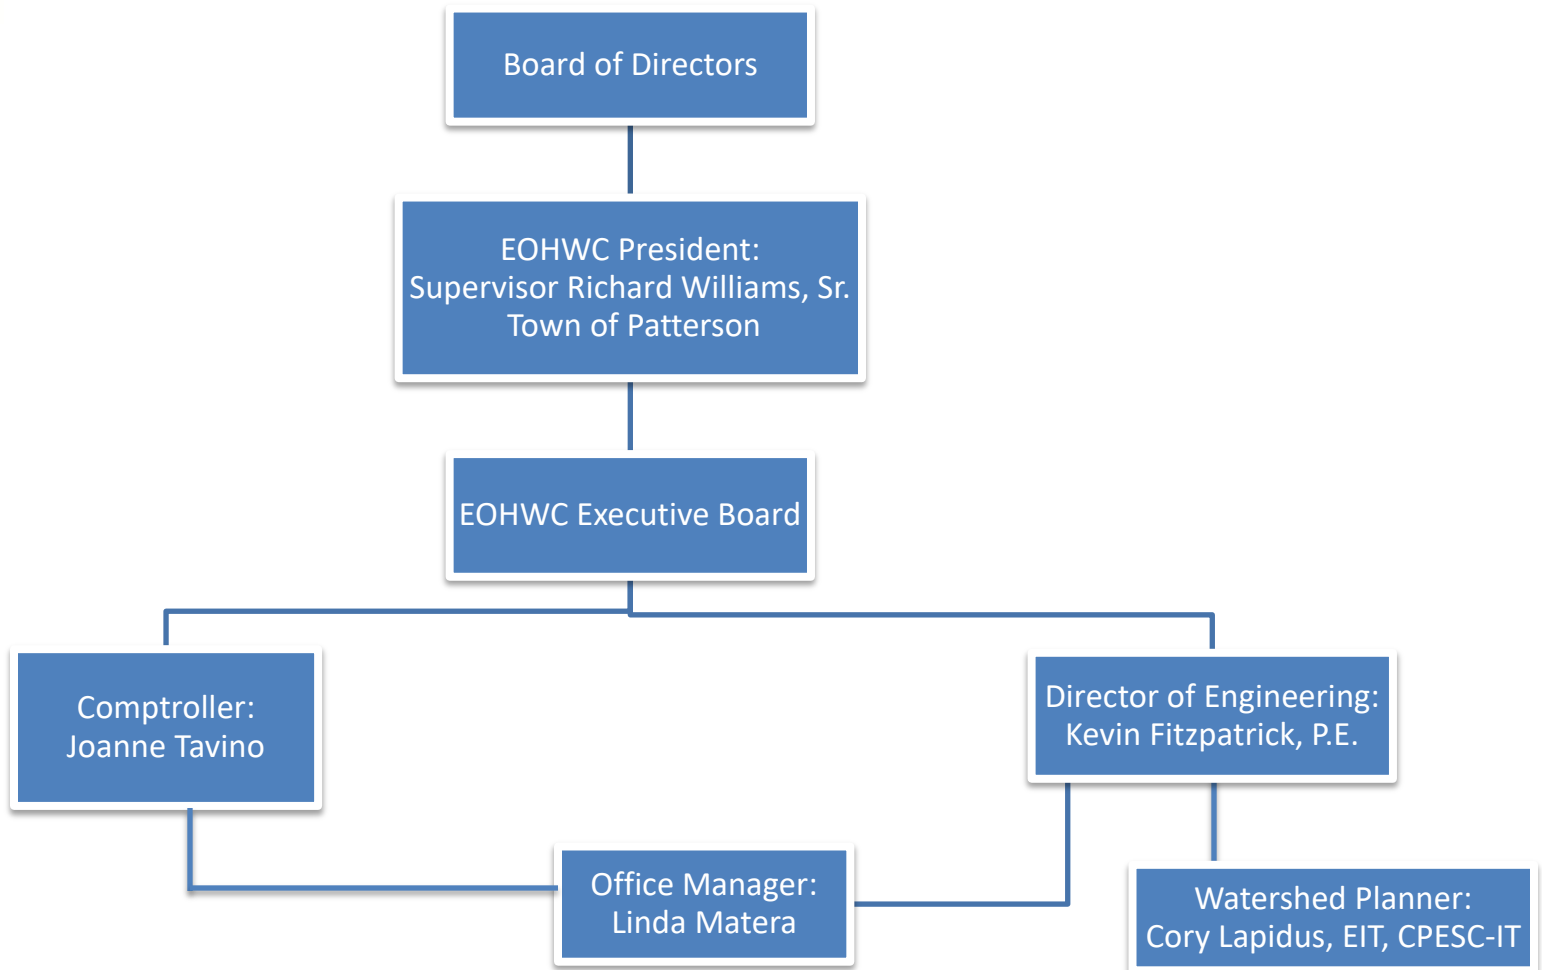 Board of Directors
EOHWC President:
Supervisor Richard Williams, Sr.
Town of Patterson
EOHWC Executive Board
Comptroller:
Joanne Tavino
Director of Engineering:
Kevin Fitzpatrick, P.E.
Office Manager:
Linda Matera
Watershed Planner:
Cory Lapidus, EIT, CPESC-IT